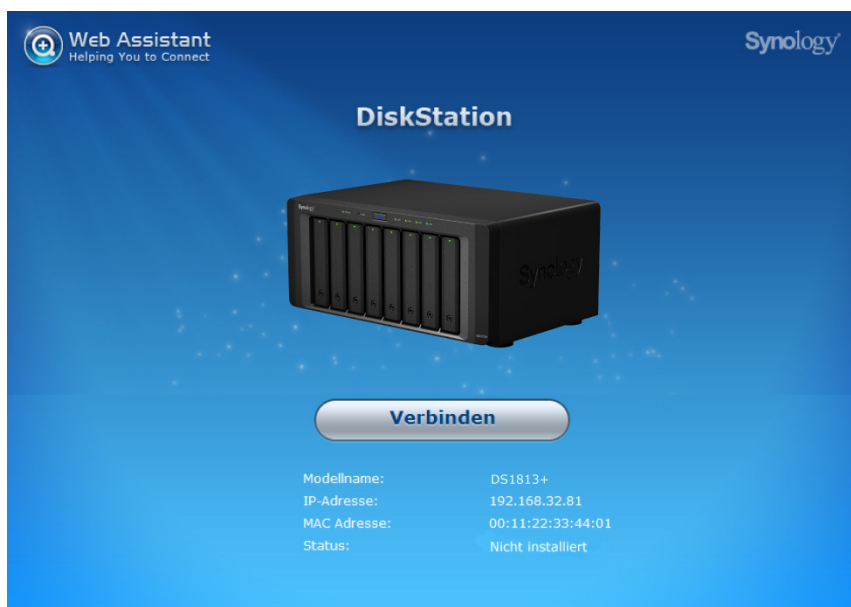 Web Assistant
Helping You to Connect
Synology
DiskStation
Synology
Synology
Verbinden
Modellname: DS1813+
IP-Adresse: 192.168.32.81
MAC Adresse: 00:11:22:33:44:01
Status: Nicht installiert